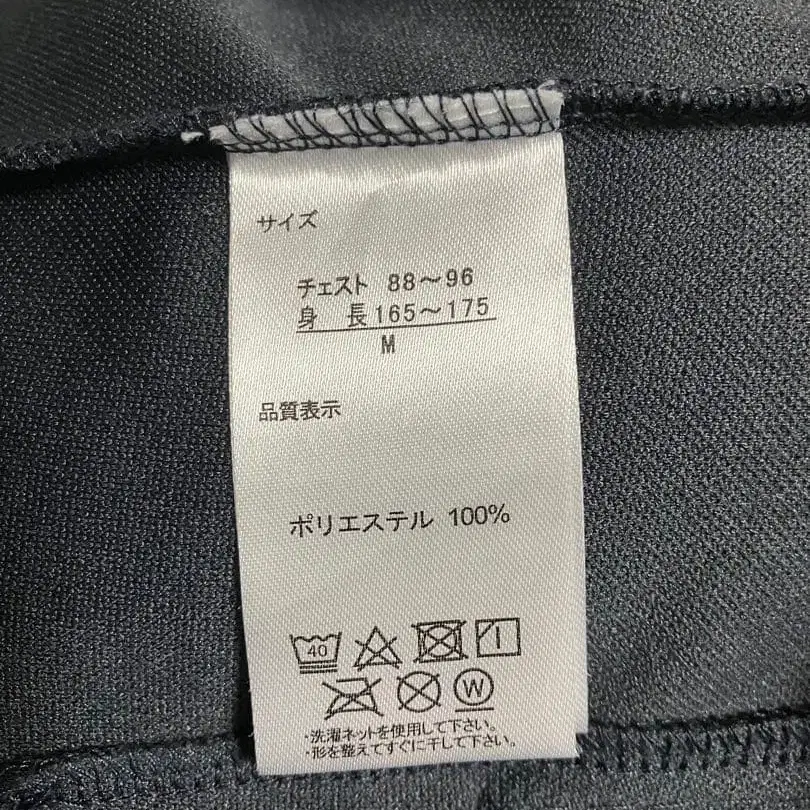 サイズ
チェスト 88～96
身 長165～175
M
品質表示
ポリエステル 100%
40
W
・洗濯ネットを使用して下さい。
・形を整えてすぐに干して下さい。